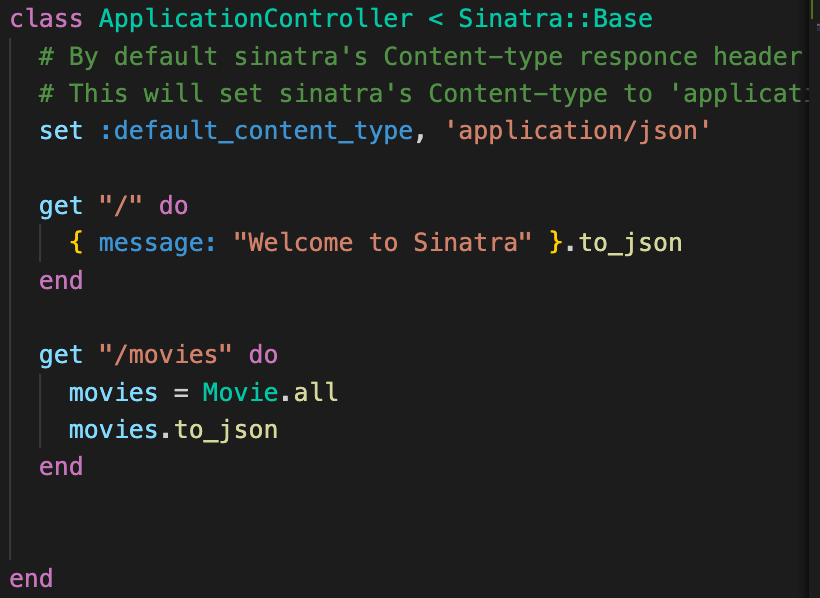 class ApplicationController < Sinatra::Base
  # By default sinatra's Content-type responce header
  # This will set sinatra's Content-type to
  set :default_content_type, 'application/json'
  get "/" do
    { message: "Welcome to Sinatra" }.to_json
  end
  get "/movies" do
    movies = Movie.all
    movies.to_json
  end
end